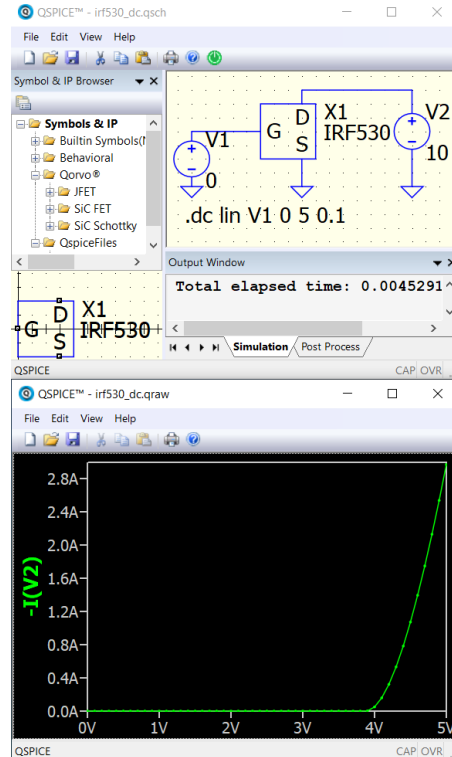 QSPICE™ - irf530_dc.qsch
File Edit View Help
Symbol & IP Browser
Symbols & IP
Builtin Symbols(
Behavioral
Qorvo®
JFET
SiC FET
SiC Schottky
QspiceFiles
G D S
X1
IRF530
V1
0
V2
10
G D S
X1
IRF530
.dc lin V1 0 5 0.1
Output Window
Total elapsed time: 0.0045291
Simulation Post Process
QSPICE CAP OVR
QSPICE™ - irf530_dc.qraw
File Edit View Help
-I(V2)
2.8A
2.4A
2.0A
1.6A
1.2A
0.8A
0.4A
0.0A
0V 1V 2V 3V 4V 5V
QSPICE CAP OVR